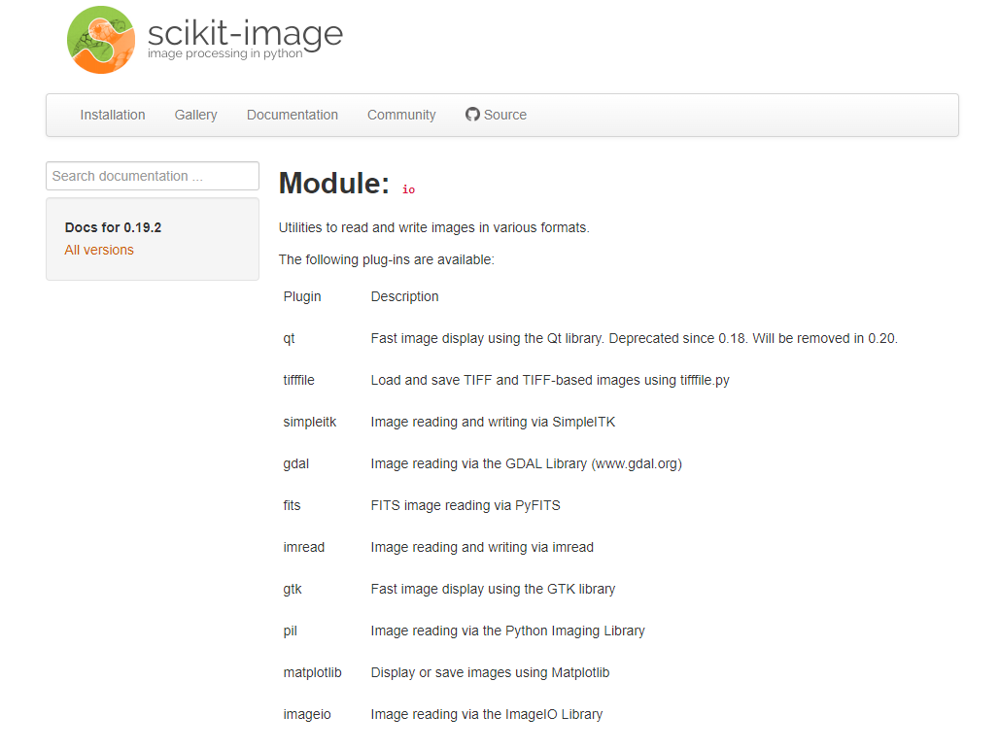 scikit-image
image processing in python
Installation Gallery Documentation Community Source
Search documentation ...
Docs for 0.19.2
All versions
Module: io
Utilities to read and write images in various formats.
The following plug-ins are available:
Plugin Description
qt Fast image display using the Qt library. Deprecated since 0.18. Will be removed in 0.20.
tifffile Load and save TIFF and TIFF-based images using tifffile.py
simpleitk Image reading and writing via SimpleITK
gdal Image reading via the GDAL Library (www.gdal.org)
fits FITS image reading via PyFITS
imread Image reading and writing via imread
gtk Fast image display using the GTK library
pil Image reading via the Python Imaging Library
matplotlib Display or save images using Matplotlib
imageio Image reading via the ImageIO Library